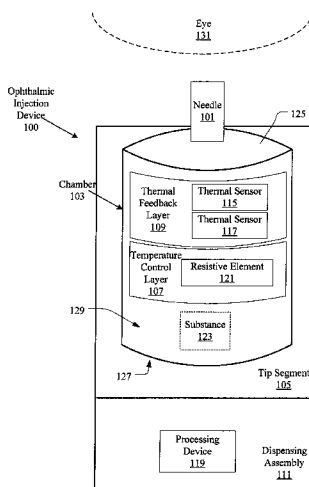 Eye
131
Ophthalmic
Injection
Device
100
Needle
101
125
Chamber
103
Thermal
Feedback
Layer
109
Thermal Sensor
115
Thermal Sensor
117
Temperature
Control
Layer
107
Resistive Element
121
129
Substance
123
127
Tip Segment
105
Processing
Device
119
Dispensing
Assembly
111